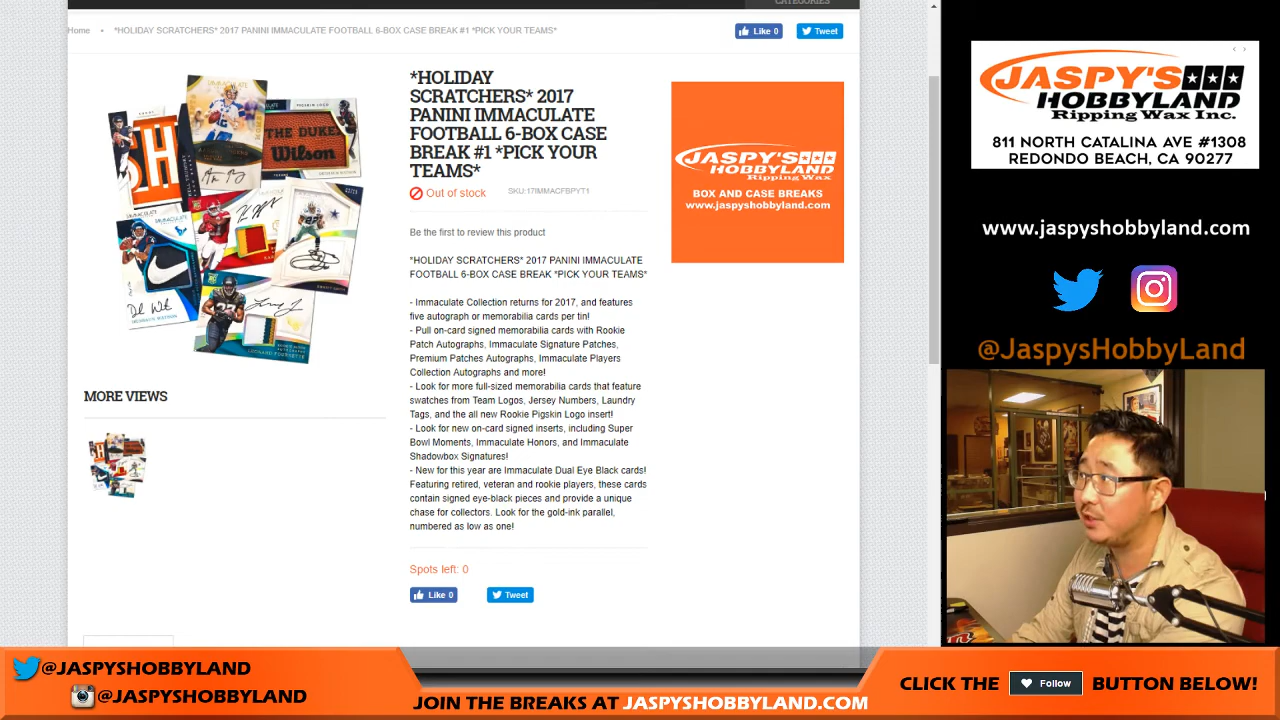 CATEGORIES
Home • *HOLIDAY SCRATCHERS* 2017 PANINI IMMACULATE FOOTBALL 6-BOX CASE BREAK #1 *PICK YOUR TEAMS*
Like 0
Tweet
*HOLIDAY
SCRATCHERS* 2017
PANINI IMMACULATE
FOOTBALL 6-BOX CASE
BREAK #1 *PICK YOUR
TEAMS*
Out of stock
SKU:17IMMACFBPYT1
Be the first to review this product
*HOLIDAY SCRATCHERS* 2017 PANINI IMMACULATE
FOOTBALL 6-BOX CASE BREAK *PICK YOUR TEAMS*
- Immaculate Collection returns for 2017, and features
five autograph or memorabilia cards per tin!
- Pull on-card signed memorabilia cards with Rookie
Patch Autographs, Immaculate Signature Patches,
Premium Patches Autographs, Immaculate Players
Collection Autographs and more!
- Look for more full-sized memorabilia cards that feature
swatches from Team Logos, Jersey Numbers, Laundry
Tags, and the all new Rookie Pigskin Logo insert!
- Look for new on-card signed inserts, including Super
Bowl Moments, Immaculate Honors, and Immaculate
Shadowbox Signatures!
- New for this year are Immaculate Dual Eye Black cards!
Featuring retired, veteran and rookie players, these cards
contain signed eye-black pieces and provide a unique
chase for collectors. Look for the gold-ink parallel,
numbered as low as one!
Spots left: 0
Like 0
Tweet
THE DUKE
Wilson
MORE VIEWS
JASPY'S
HOBBYLAND
Ripping Wax
BOX AND CASE BREAKS
www.jaspyshobbyland.com
JASPY'S
HOBBYLAND
Ripping Wax Inc.
811 NORTH CATALINA AVE #1308
REDONDO BEACH, CA 90277
www.jaspyshobbyland.com
@JaspysHobbyLand
@JASPYSHOBBYLAND
@JASPYSHOBBYLAND
JOIN THE BREAKS AT JASPYSHOBBYLAND.COM
CLICK THE Follow BUTTON BELOW!